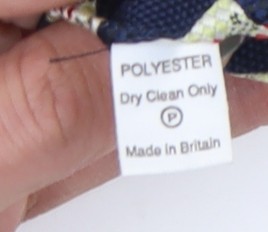 POLYESTER
Dry Clean Only
P
Made in Britain